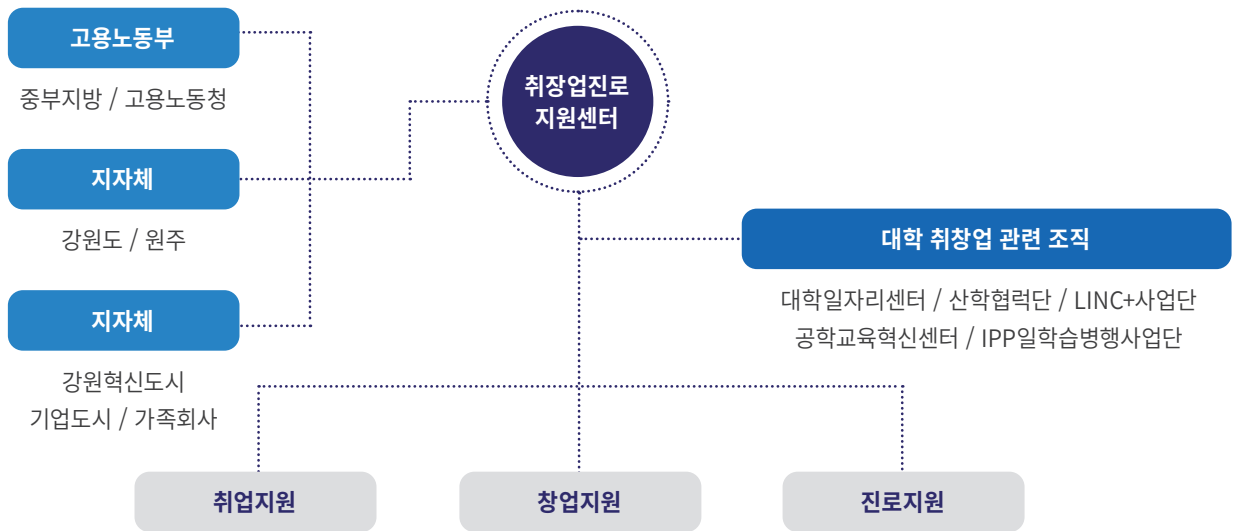 고용노동부
중부지방 / 고용노동청
지자체
강원도 / 원주
지자체
강원혁신도시
기업도시 / 가족회사
취장업진로
지원센터
대학 취창업 관련 조직
대학일자리센터 / 산학협력단 / LINC+사업단
공학교육혁신센터 / IPP일학습병행사업단
취업지원
창업지원
진로지원